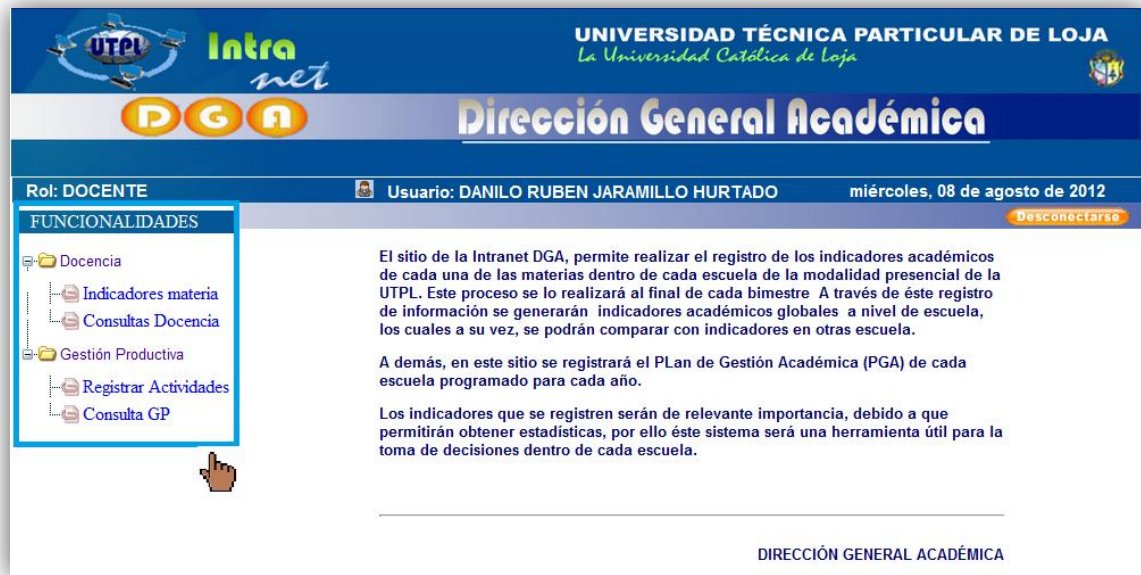 UTPL
Intra
net
UNIVERSIDAD TÉCNICA PARTICULAR DE LOJA
La Universidad Católica de Loja
DGA
Dirección General Académica
Rol: DOCENTE
Usuario: DANILO RUBEN JARAMILLO HURTADO
miércoles, 08 de agosto de 2012
Desconectarse
FUNCIONALIDADES
Docencia
Indicadores materia
Consultas Docencia
Gestión Productiva
Registrar Actividades
Consulta GP
El sitio de la Intranet DGA, permite realizar el registro de los indicadores académicos
de cada una de las materias dentro de cada escuela de la modalidad presencial de la
UTPL. Este proceso se lo realizará al final de cada bimestre A través de éste registro
de información se generarán indicadores académicos globales a nivel de escuela,
los cuales a su vez, se podrán comparar con indicadores en otras escuela.
A demás, en este sitio se registrará el PLan de Gestión Académica (PGA) de cada
escuela programado para cada año.
Los indicadores que se registren serán de relevante importancia, debido a que
permitirán obtener estadísticas, por ello éste sistema será una herramienta útil para la
toma de decisiones dentro de cada escuela.
DIRECCIÓN GENERAL ACADÉMICA